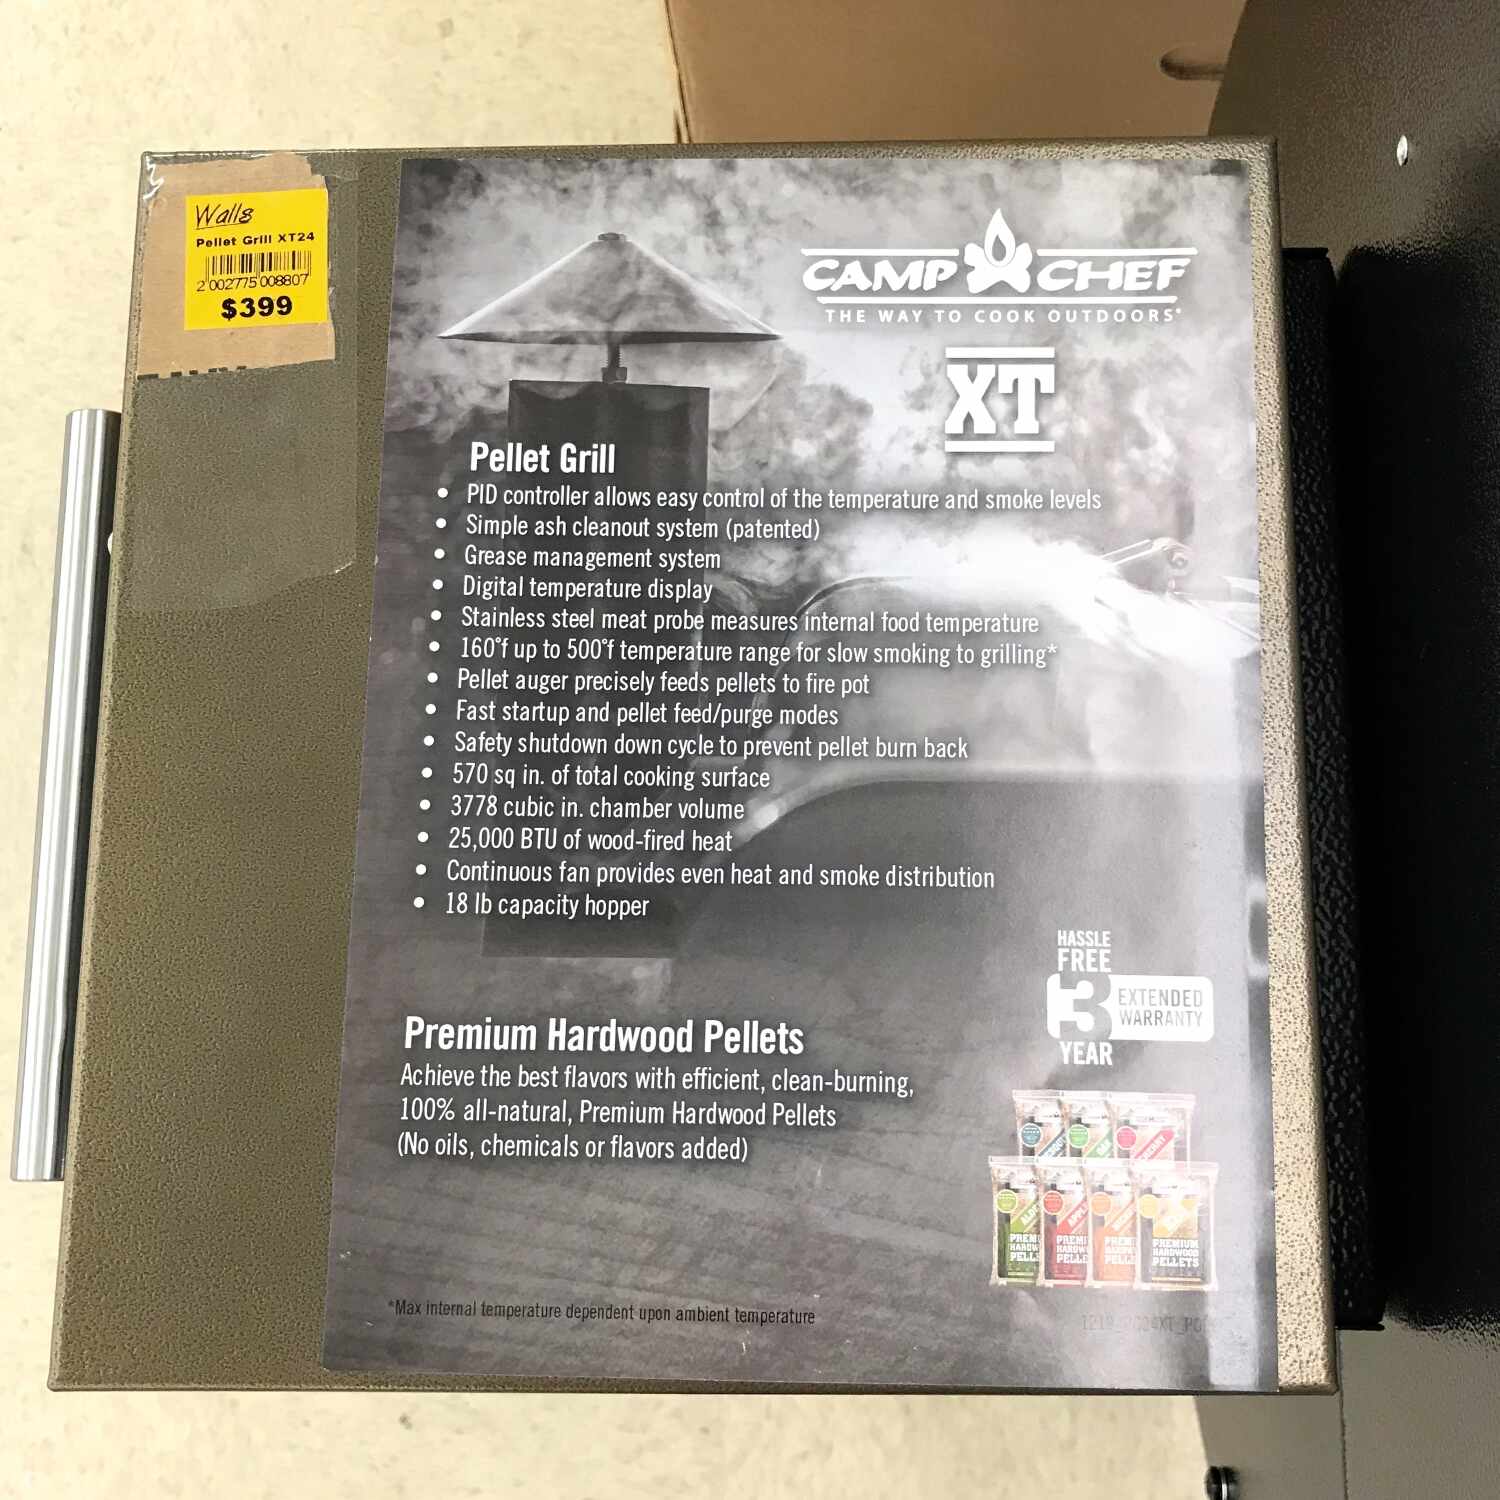 Walls
Pellet Grill XT24
2 002775 008807
$399
CAMP CHEF
THE WAY TO COOK OUTDOORS®
XT
Pellet Grill
• PID controller allows easy control of the temperature and smoke levels
• Simple ash cleanout system (patented)
• Grease management system
• Digital temperature display
• Stainless steel meat probe measures internal food temperature
• 160°f up to 500°f temperature range for slow smoking to grilling*
• Pellet auger precisely feeds pellets to fire pot
• Fast startup and pellet feed/purge modes
• Safety shutdown down cycle to prevent pellet burn back
• 570 sq in. of total cooking surface
• 3778 cubic in. chamber volume
• 25,000 BTU of wood-fired heat
• Continuous fan provides even heat and smoke distribution
• 18 lb capacity hopper
HASSLE
FREE
3
EXTENDED
WARRANTY
YEAR
Premium Hardwood Pellets
Achieve the best flavors with efficient, clean-burning,
100% all-natural, Premium Hardwood Pellets
(No oils, chemicals or flavors added)
PREMIUM
HARDWOOD
PELLETS
*Max internal temperature dependent upon ambient temperature